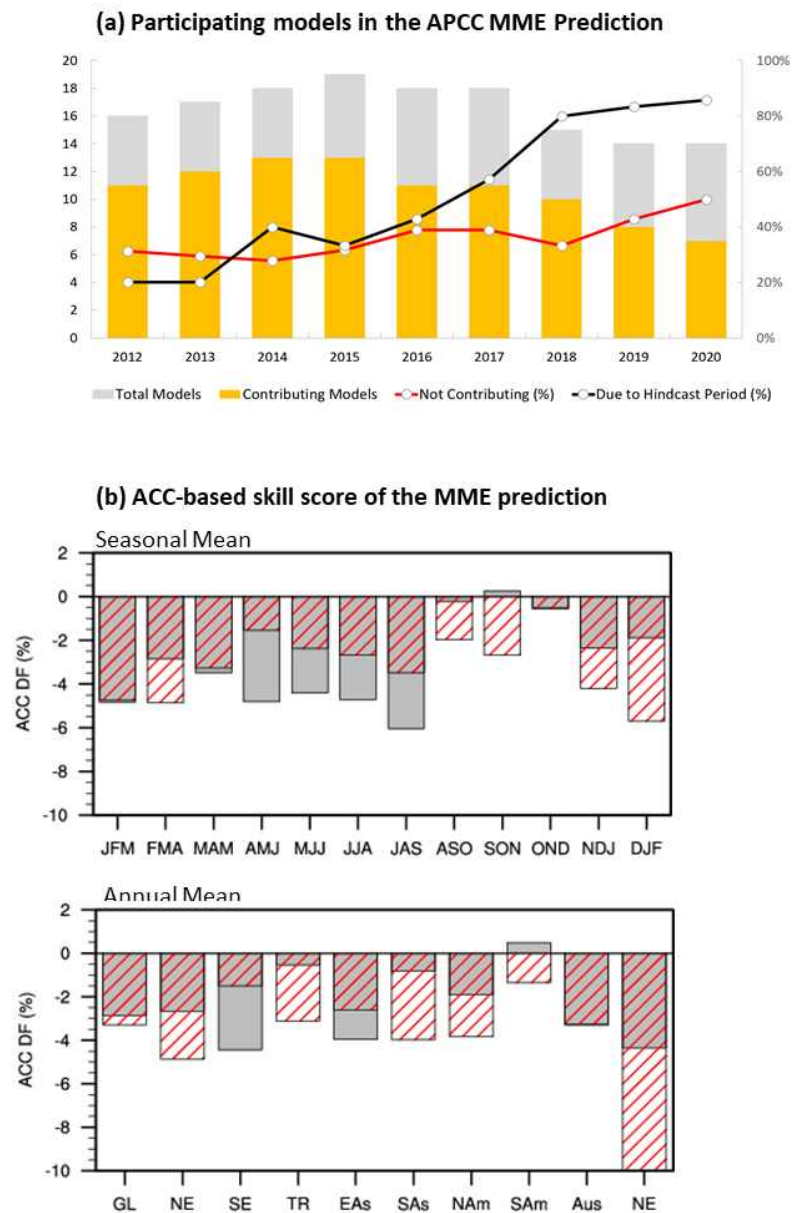 (a) Participating models in the APCC MME Prediction
20 100%
18
16 80%
14
12 60%
10
8 40%
6
4 20%
2
0 0%
2012 2013 2014 2015 2016 2017 2018 2019 2020
Total Models Contributing Models Not Contributing (%) Due to Hindcast Period (%)
(b) ACC-based skill score of the MME prediction
Seasonal Mean
2
0
-2
-4
-6
-8
-10
ACC DF (%)
JFM FMA MAM AMJ MJJ JJA JAS ASO SON OND NDJ DJF
Annual Mean
2
0
-2
-4
-6
-8
-10
ACC DF (%)
GL NE SE TR EAs SAs NAm SAm Aus NE